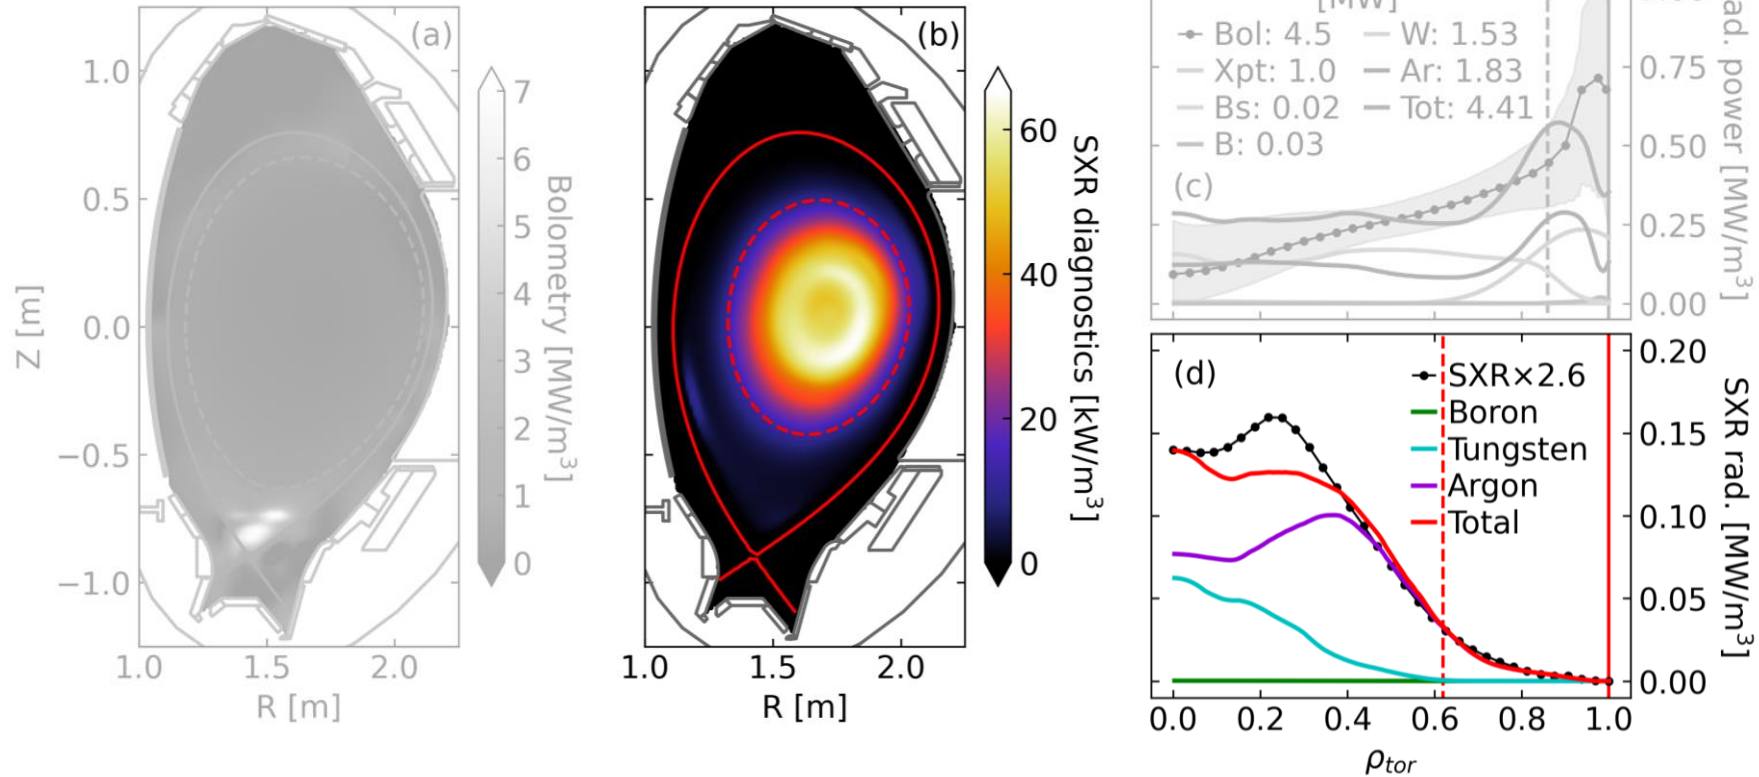 (a)
1.0
0.5
0.0
−0.5
−1.0
Z [m]
1.0 1.5 2.0
R [m]
7
6
5
4
3
2
1
0
Bolometry [MW/m³]
(b)
1.0 1.5 2.0
R [m]
60
40
20
0
SXR diagnostics [kW/m³]
[MW]
Bol: 4.5 W: 1.53
Xpt: 1.0 Ar: 1.83
Bs: 0.02 Tot: 4.41
B: 0.03
(c)
0.75
0.50
0.25
0.00
power [MW/m³]
(d)
SXR×2.6
Boron
Tungsten
Argon
Total
0.20
0.15
0.10
0.05
0.00
SXR rad. [MW/m³]
0.0 0.2 0.4 0.6 0.8 1.0
ρtor